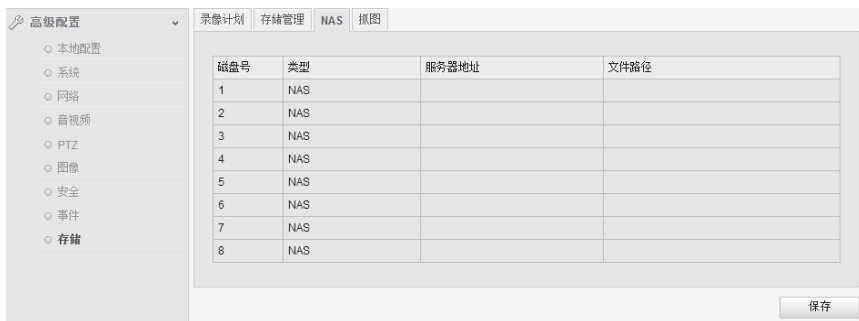 高级配置
本地配置
系统
网络
音视频
PTZ
图像
安全
事件
存储
录像计划 存储管理 NAS 抓图
磁盘号 类型 服务器地址 文件路径
1 NAS
2 NAS
3 NAS
4 NAS
5 NAS
6 NAS
7 NAS
8 NAS
保存